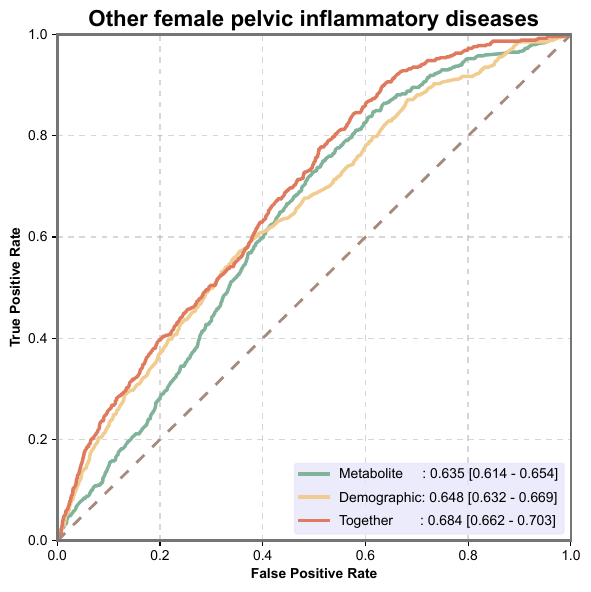 Other female pelvic inflammatory diseases
1.0
0.8
0.6
0.4
0.2
0.0
True Positive Rate
Metabolite : 0.635 [0.614 - 0.654]
Demographic: 0.648 [0.632 - 0.669]
Together : 0.684 [0.662 - 0.703]
0.0 0.2 0.4 0.6 0.8 1.0
False Positive Rate